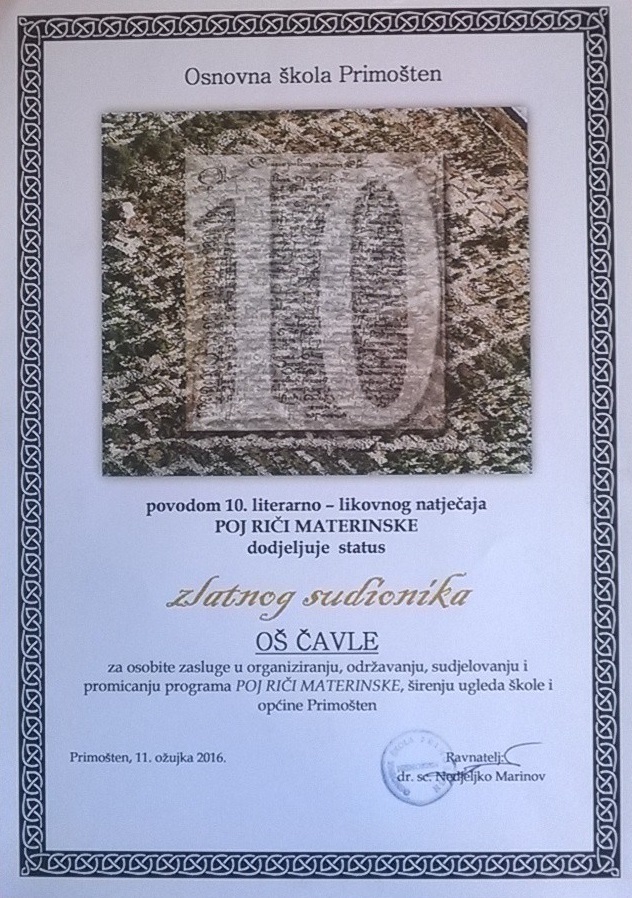 Osnovna škola Primošten
10
povodom 10. literarno – likovnog natječaja
POJ RIČI MATERINSKE
dodjeljuje status
zlatnog sudionika
OŠ ČAVLE
za osobite zasluge u organiziranju, održavanju, sudjelovanju i
promicanju programa POJ RIČI MATERINSKE, širenju ugleda škole i
općine Primošten
Primošten, 11. ožujka 2016.
Ravnatelj:
dr. sc. Nedjeljko Marinov